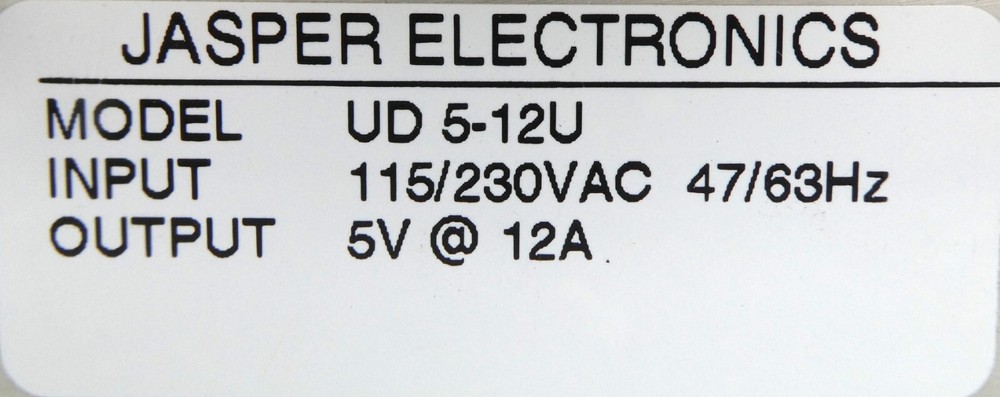 JASPER ELECTRONICS
MODEL UD 5-12U
INPUT 115/230VAC 47/63Hz
OUTPUT 5V @ 12A